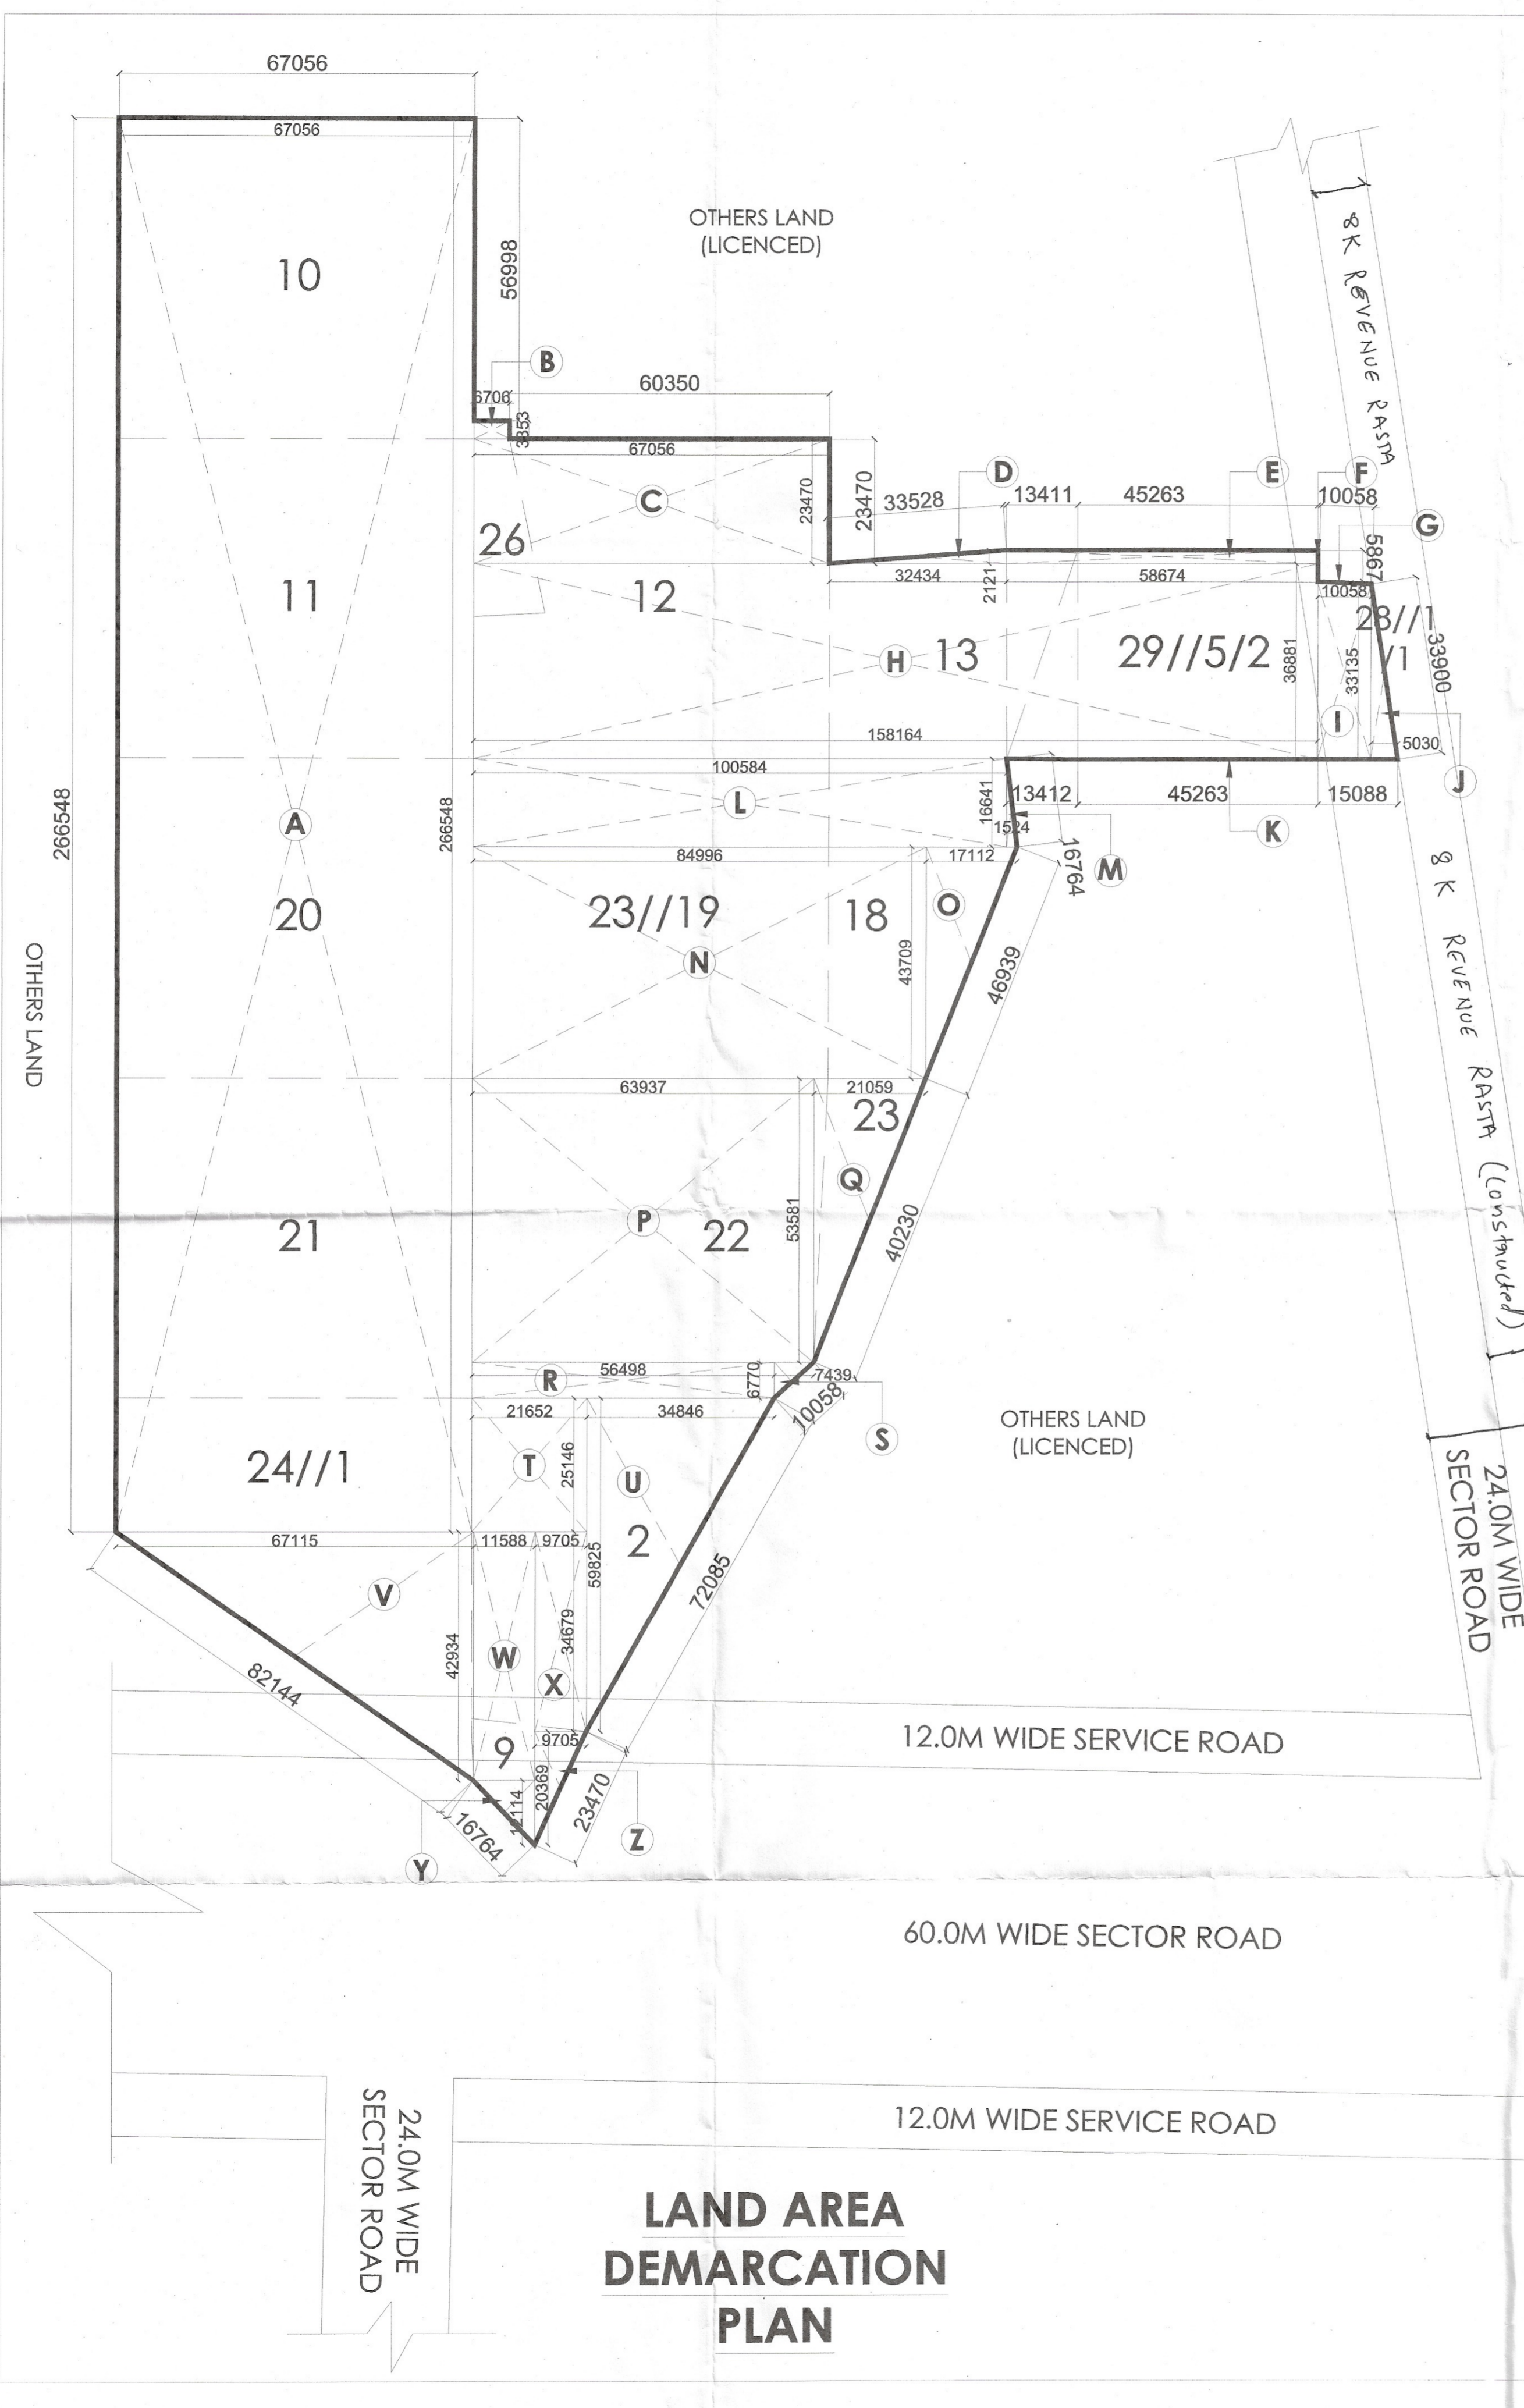 67056
67056
10
56998
OTHERS LAND
(LICENCED)
8K REVENUE RASTA
B
6706
60350
3353
67056
C
23470
23470
26
33528
D
13411
45263
E
F
10058
G
5867
32434
2121
58674
10058
11
12
H
13
29//5/2
36881
33135
28//1
/1
33900
I
5030
J
158164
100584
266548
A
266548
L
16641
13412
1524
45263
15088
K
M
16764
84996
17112
OTHERS LAND
20
23//19
18
O
N
43709
46939
8 K REVENUE RASTA (Constructed)
63937
21059
23
Q
21
P
22
53581
40230
56498
R
6770
7439
10058
S
21652
34846
OTHERS LAND
(LICENCED)
24//1
T
25146
U
2
24.0M WIDE
SECTOR ROAD
67115
11588
9705
59825
72085
V
42934
W
34679
X
82144
9
9705
12.0M WIDE SERVICE ROAD
20369
23470
16764
Y
Z
60.0M WIDE SECTOR ROAD
24.0M WIDE
SECTOR ROAD
12.0M WIDE SERVICE ROAD
LAND AREA
DEMARCATION
PLAN